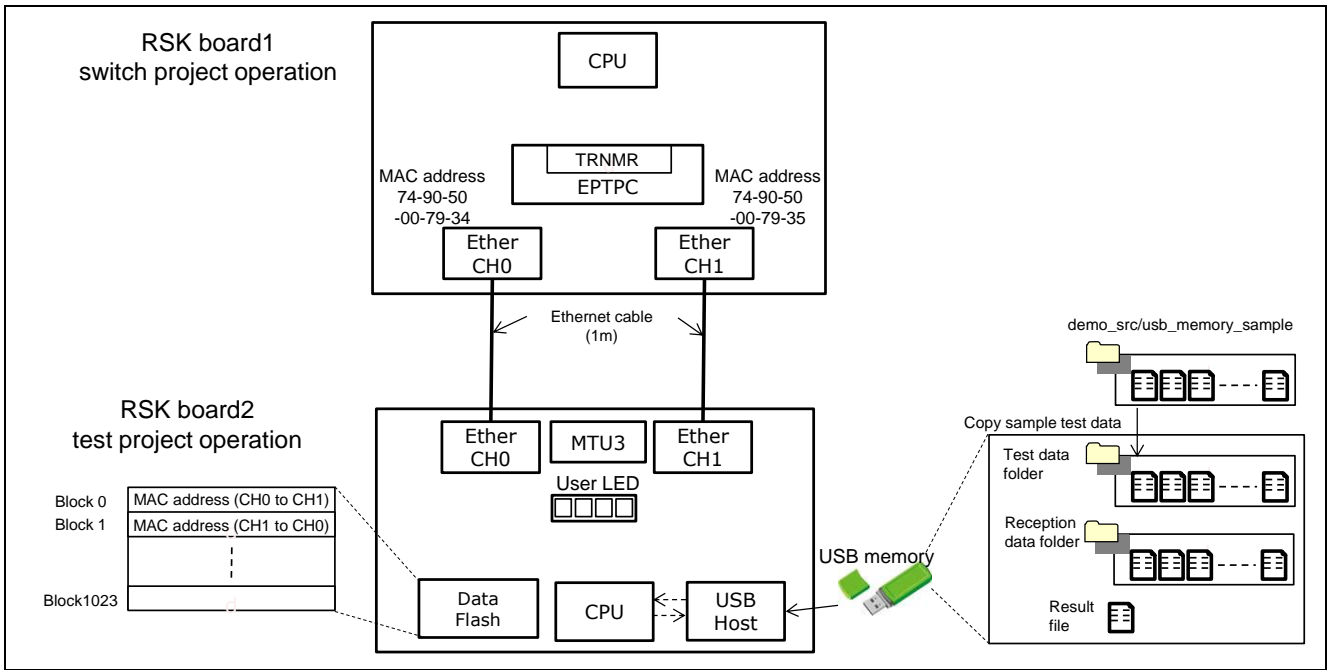 RSK board1
switch project operation
CPU
TRNMR
EPTPC
MAC address
74-90-50
-00-79-34
MAC address
74-90-50
-00-79-35
Ether
CH0
Ether
CH1
Ethernet cable
(1m)
demo_src/usb_memory_sample
RSK board2
test project operation
Copy sample test data
Ether
CH0
MTU3
Ether
CH1
User LED
Test data
folder
Block 0
MAC address (CH0 to CH1)
Block 1
MAC address (CH1 to CH0)
Block1023
d
Reception
data folder
USB memory
Data
Flash
CPU
USB
Host
Result
file